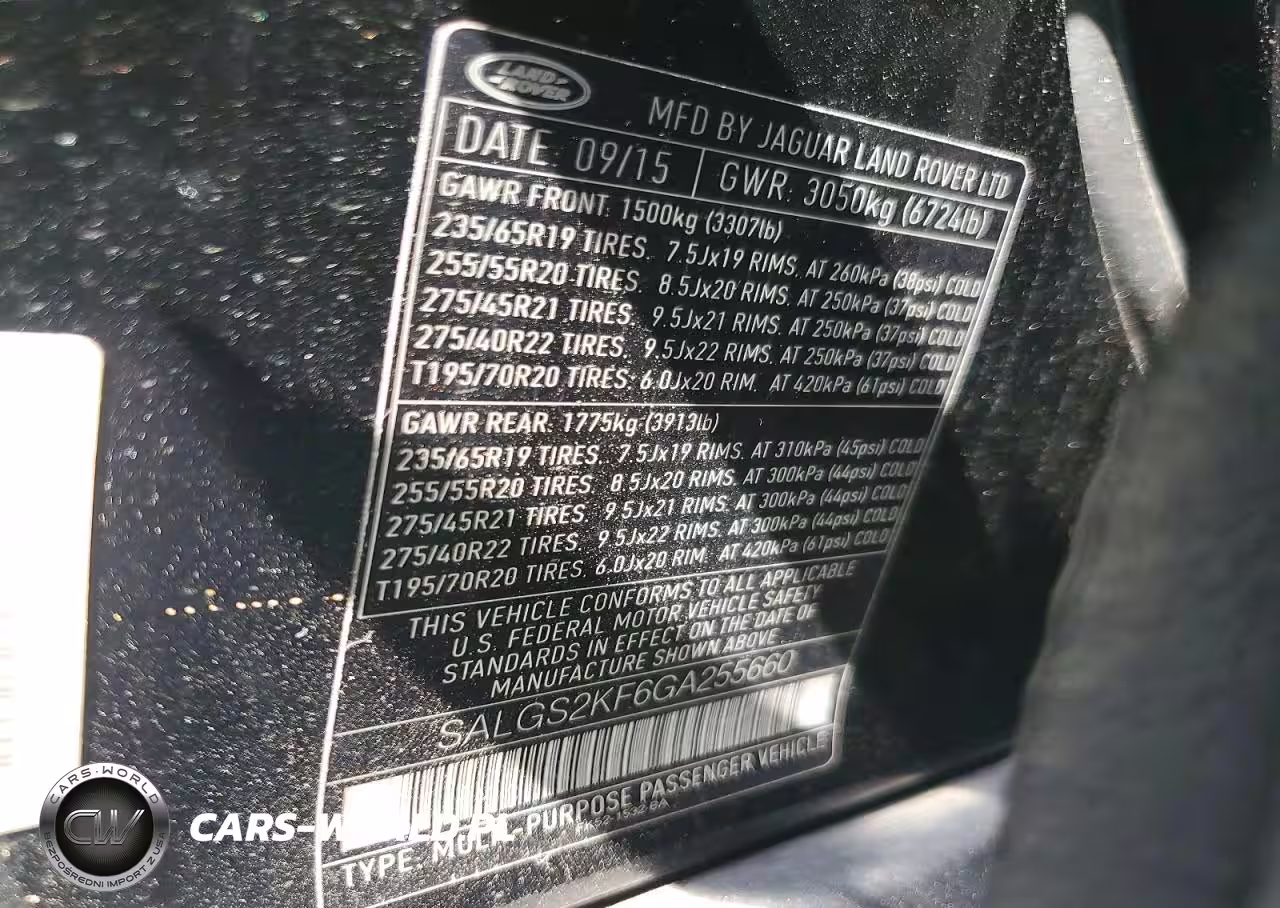 LAND ROVER
MFD BY JAGUAR LAND ROVER LTD
DATE. 09/15 GWR: 3050kg (6724lb)
GAWR FRONT. 1500kg (3307lb)
235/65R19 TIRES. 7.5Jx19 RIMS. AT 260kPa (38psi) COLD
255/55R20 TIRES. 8.5Jx20 RIMS. AT 250kPa (37psi) COLD
275/45R21 TIRES. 9.5Jx21 RIMS. AT 250kPa (37psi) COLD
275/40R22 TIRES. 9.5Jx22 RIMS. AT 250kPa (37psi) COLD
T195/70R20 TIRES. 6.0Jx20 RIM. AT 420kPa (61psi) COLD
GAWR REAR. 1775kg (3913lb)
235/65R19 TIRES. 7.5Jx19 RIMS. AT 310kPa (45psi) COLD
255/55R20 TIRES. 8.5Jx20 RIMS. AT 300kPa (44psi) COLD
275/45R21 TIRES. 9.5Jx21 RIMS. AT 300kPa (44psi) COLD
275/40R22 TIRES. 9.5Jx22 RIMS. AT 300kPa (44psi) COLD
T195/70R20 TIRES. 6.0Jx20 RIM. AT 420kPa (61psi) COLD
THIS VEHICLE CONFORMS TO ALL APPLICABLE
U.S. FEDERAL MOTOR VEHICLE SAFETY
STANDARDS IN EFFECT ON THE DATE OF
MANUFACTURE SHOWN ABOVE
SALGS2KF6GA255660
TYPE. MULTI-PURPOSE PASSENGER VEHICLE
CARS-WORLD
CW
BEZPOŚREDNI IMPORT Z USA
CARS-WORLD.PL